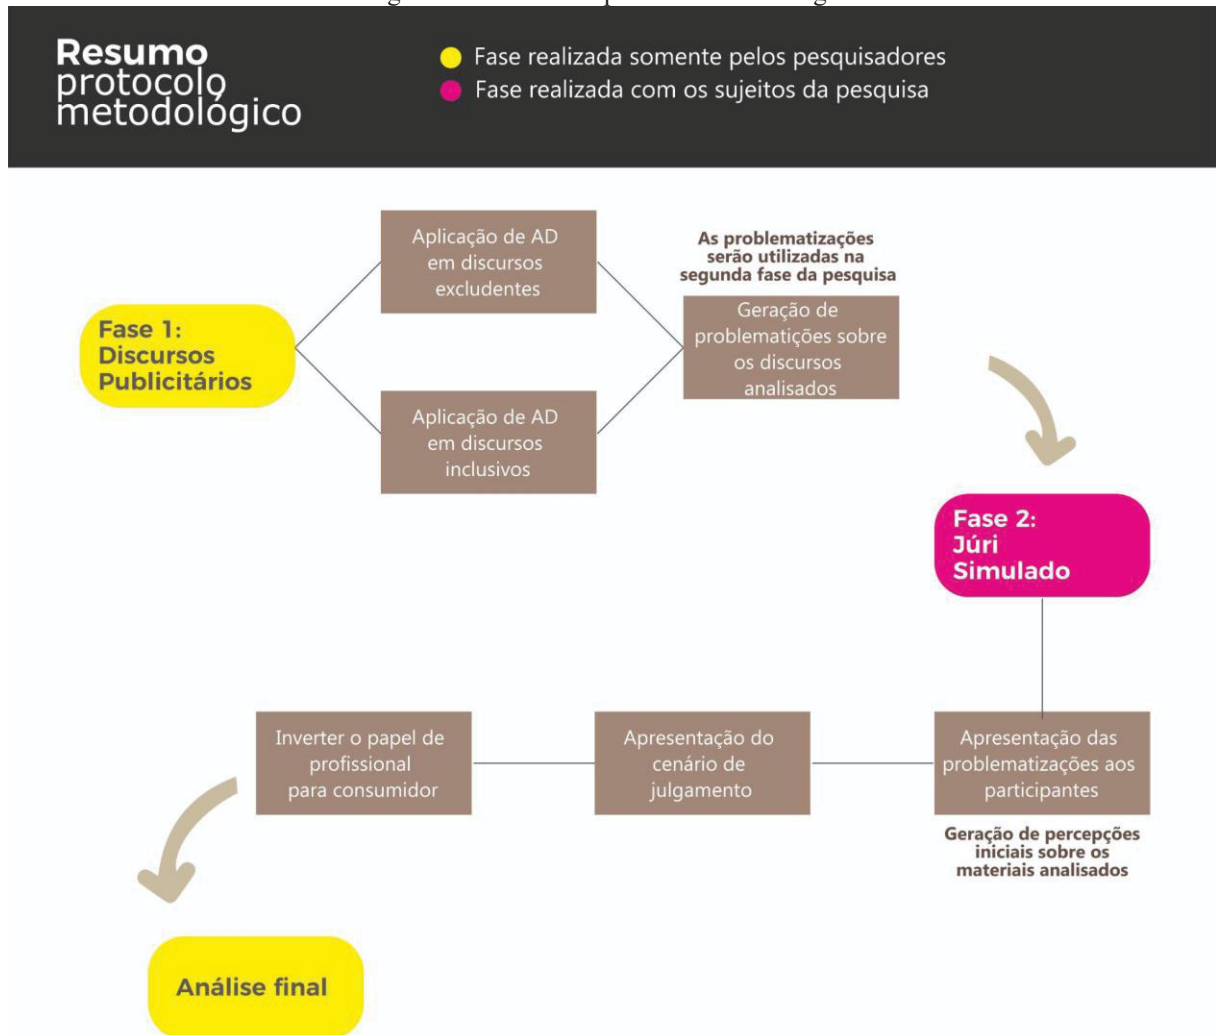 Resumo
protocolo
metodológico
Fase realizada somente pelos pesquisadores
Fase realizada com os sujeitos da pesquisa
Aplicação de AD
em discursos
excludentes
As problematizações
serão utilizadas na
segunda fase da pesquisa
Fase 1:
Discursos
Publicitários
Geração de
problematições sobre
os discursos
analisados
Aplicação de AD
em discursos
inclusivos
Fase 2:
Júri
Simulado
Inverter o papel de
profissional
para consumidor
Apresentação do
cenário de
julgamento
Apresentação das
problematizações aos
participantes
Geração de percepções
iniciais sobre os
materiais analisados
Análise final